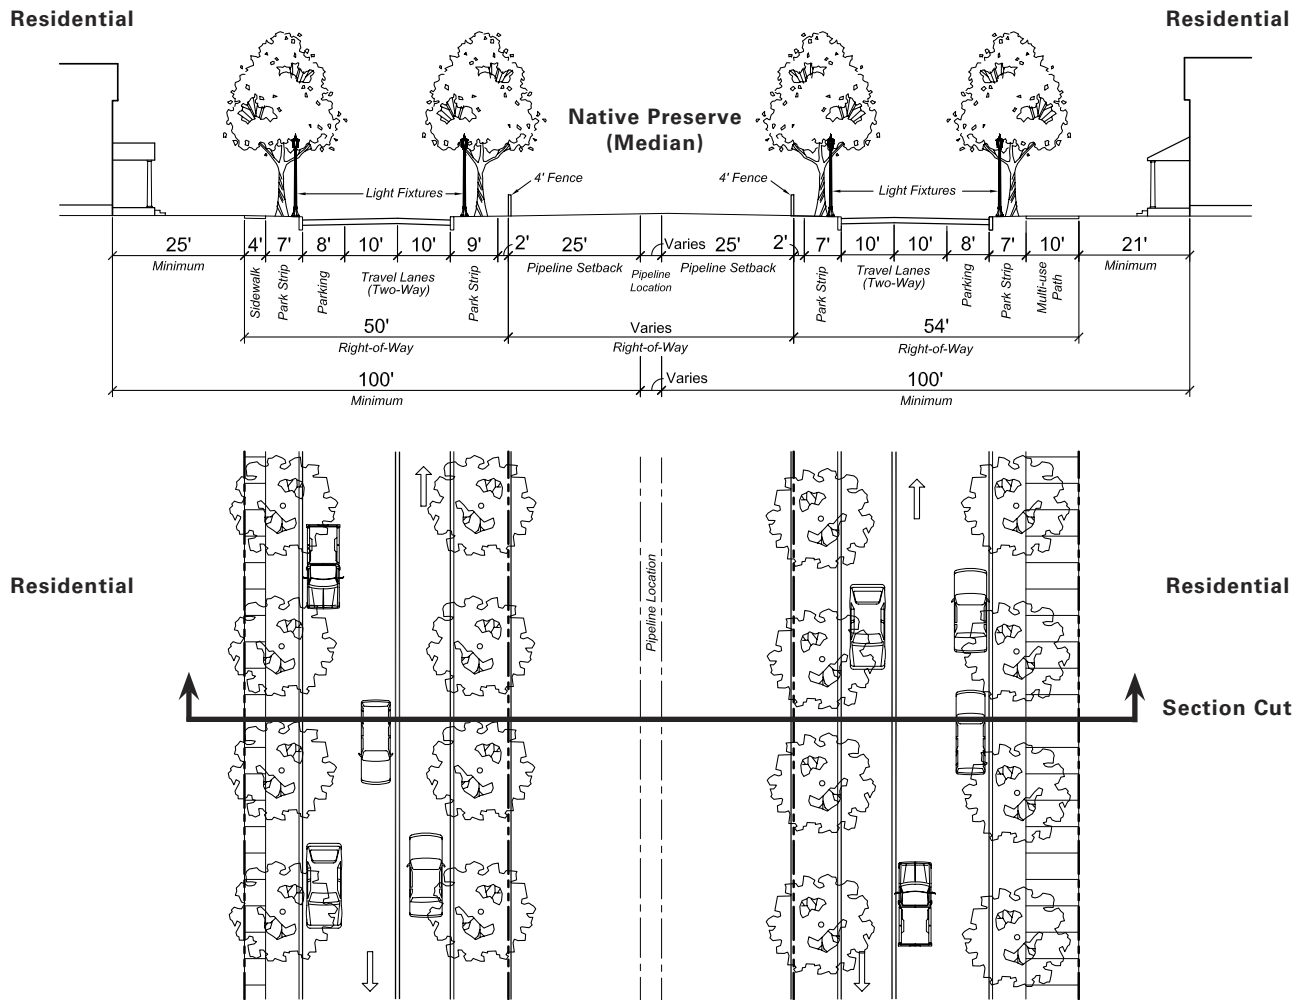 Residential
Residential
Native Preserve
(Median)
4' Fence
4' Fence
Light Fixtures
Light Fixtures
25'
4'
7'
8'
10'
10'
9'
2'
25'
Varies
25'
2'
7'
10'
10'
8'
7'
10'
21'
Minimum
Sidewalk
Park Strip
Parking
Travel Lanes
(Two-Way)
Park Strip
Pipeline Setback
Pipeline
Location
Pipeline Setback
Park Strip
Travel Lanes
(Two-Way)
Parking
Park Strip
Multi-use
Path
Minimum
50'
Right-of-Way
Varies
Right-of-Way
54'
Right-of-Way
100'
Minimum
Varies
100'
Minimum
Pipeline Location
Residential
Residential
Section Cut